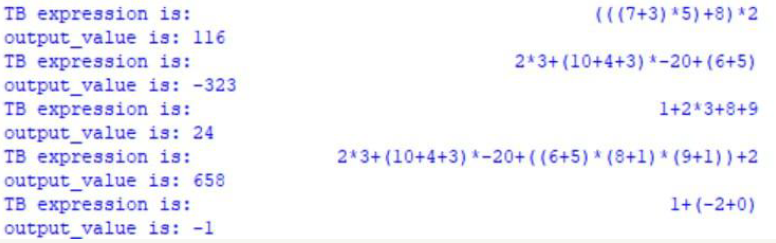 TB expression is: (((7+3)*5)+8)*2
output_value is: 116
TB expression is: 2*3+(10+4+3)*-20+(6+5)
output_value is: -323
TB expression is: 1+2*3+8+9
output_value is: 24
TB expression is: 2*3+(10+4+3)*-20+((6+5)*(8+1)*(9+1))+2
output_value is: 658
TB expression is: 1+(-2+0)
output_value is: -1